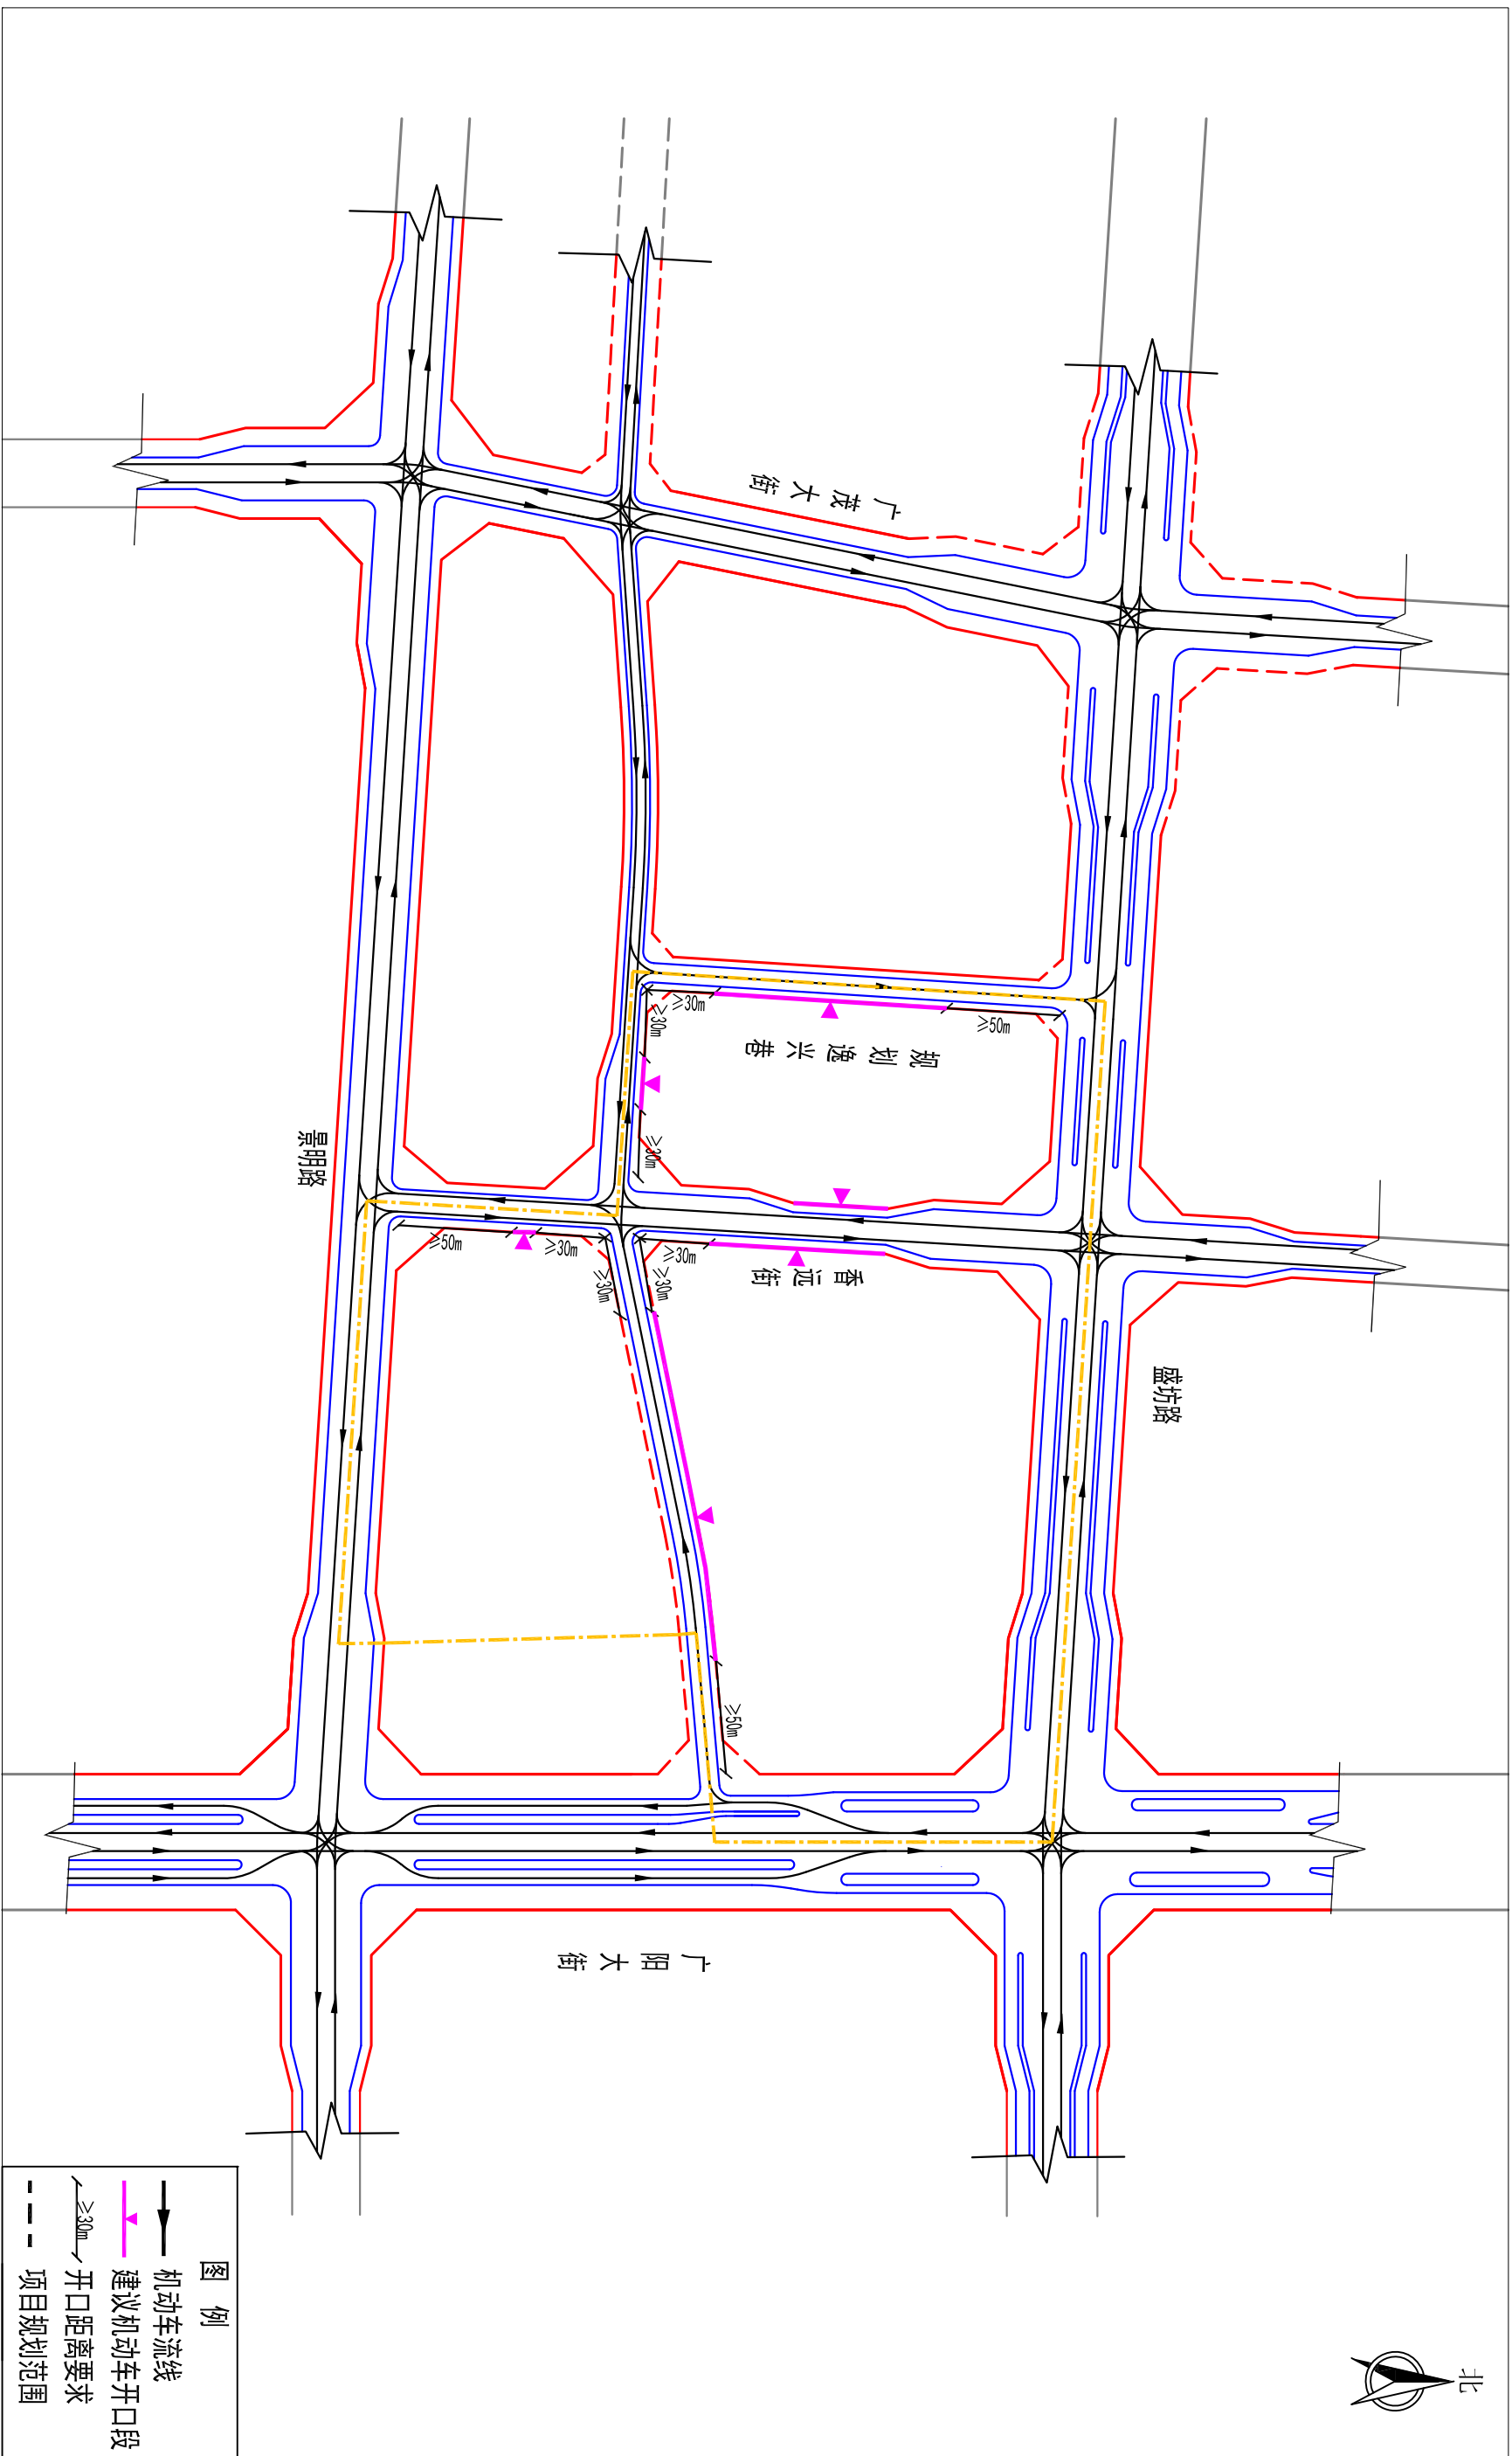 北
盛坊路
广茂大街
规划逸兴巷
香远街
广阳大街
景明路
≥50m
≥30m
≥30m
≥30m
≥30m
≥30m
≥50m
≥30m
≥30m
≥50m
图 例
机动车流线
建议机动车开口段
≥30m
开口距离要求
项目规划范围